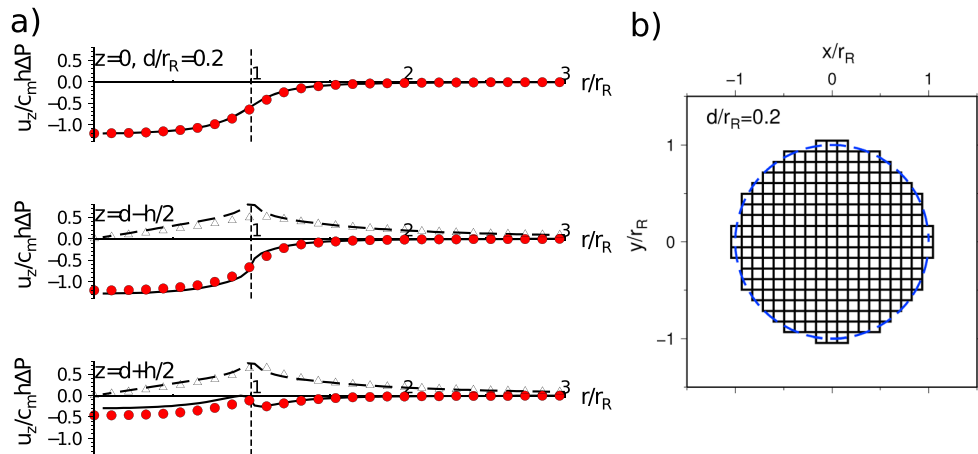 a)
z=0, d/r_R=0.2
0.5
0.0
−0.5
−1.0
1
2
3
r/r_R
u_z/c_m hΔP
z=d−h/2
0.5
0.0
−0.5
−1.0
1
2
3
r/r_R
u_z/c_m hΔP
z=d+h/2
0.5
0.0
−0.5
−1.0
1
2
3
r/r_R
u_z/c_m hΔP
b)
x/r_R
−1
0
1
d/r_R=0.2
y/r_R
1
0
−1